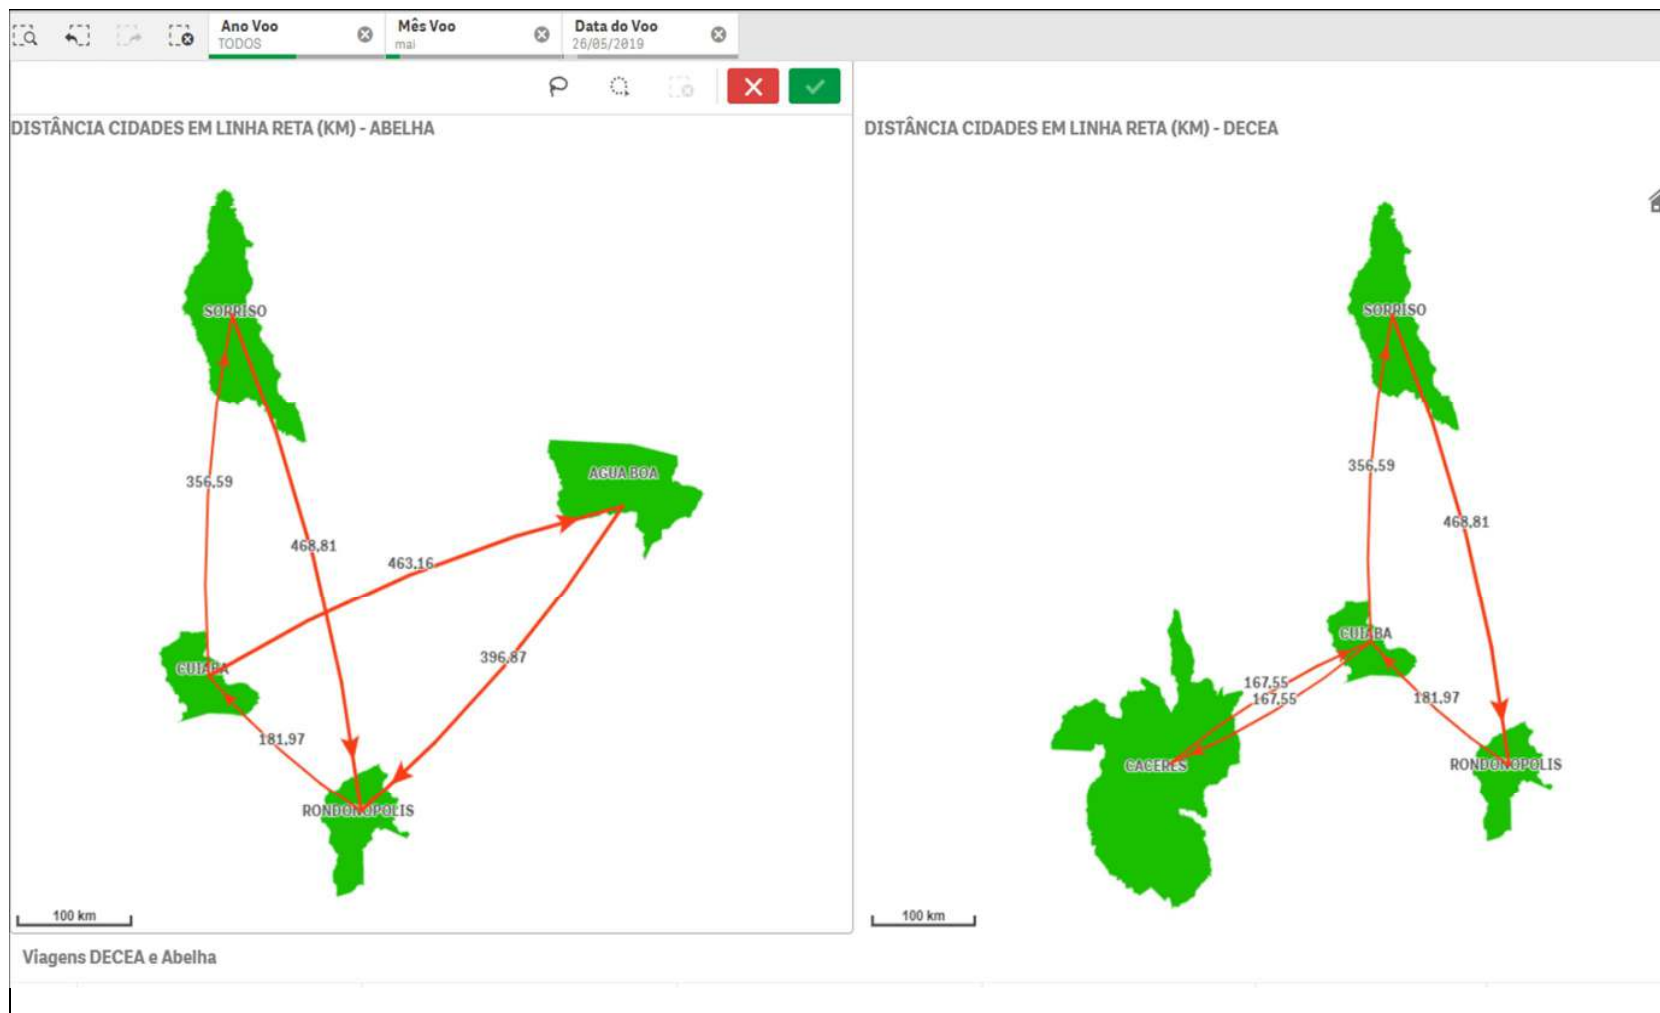 Ano Voo
TODOS
Mês Voo
mai
Data do Voo
26/05/2019
DISTÂNCIA CIDADES EM LINHA RETA (KM) - ABELHA
SORRISO
AGUA BOA
356,59
468,81
463,16
396,87
CUIABA
181,97
RONDONOPOLIS
100 km
DISTÂNCIA CIDADES EM LINHA RETA (KM) - DECEA
SORRISO
356,59
468,81
CUIABA
167,55
167,55
181,97
CACERES
RONDONOPOLIS
100 km
Viagens DECEA e Abelha